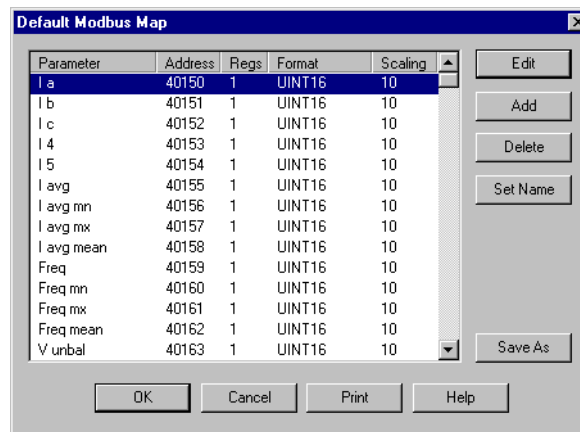 Default Modbus Map
Parameter Address Regs Format Scaling
I a 40150 1 UINT16 10
I b 40151 1 UINT16 10
I c 40152 1 UINT16 10
I 4 40153 1 UINT16 10
I 5 40154 1 UINT16 10
I avg 40155 1 UINT16 10
I avg mn 40156 1 UINT16 10
I avg mx 40157 1 UINT16 10
I avg mean 40158 1 UINT16 10
Freq 40159 1 UINT16 10
Freq mn 40160 1 UINT16 10
Freq mx 40161 1 UINT16 10
Freq mean 40162 1 UINT16 10
V unbal 40163 1 UINT16 10
Edit
Add
Delete
Set Name
Save As
OK Cancel Print Help